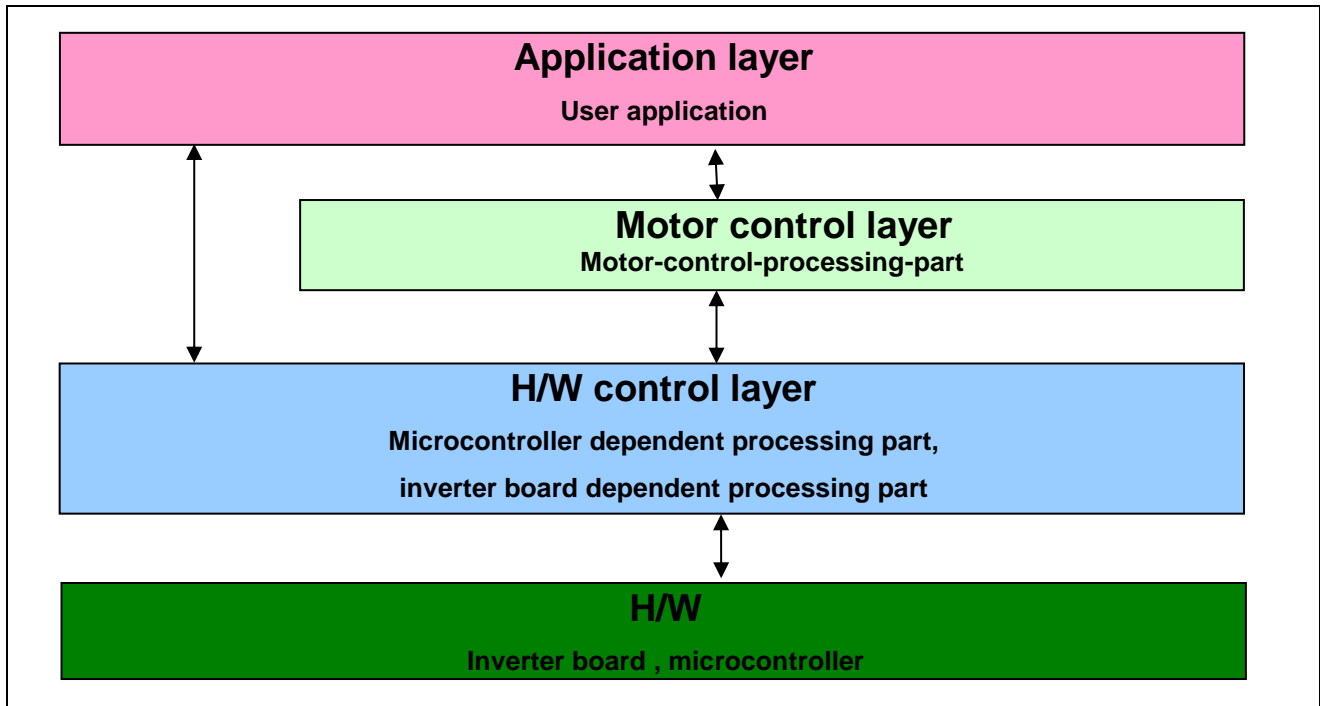 Application layer
User application
Motor control layer
Motor-control-processing-part
H/W control layer
Microcontroller dependent processing part,
inverter board dependent processing part
H/W
Inverter board , microcontroller